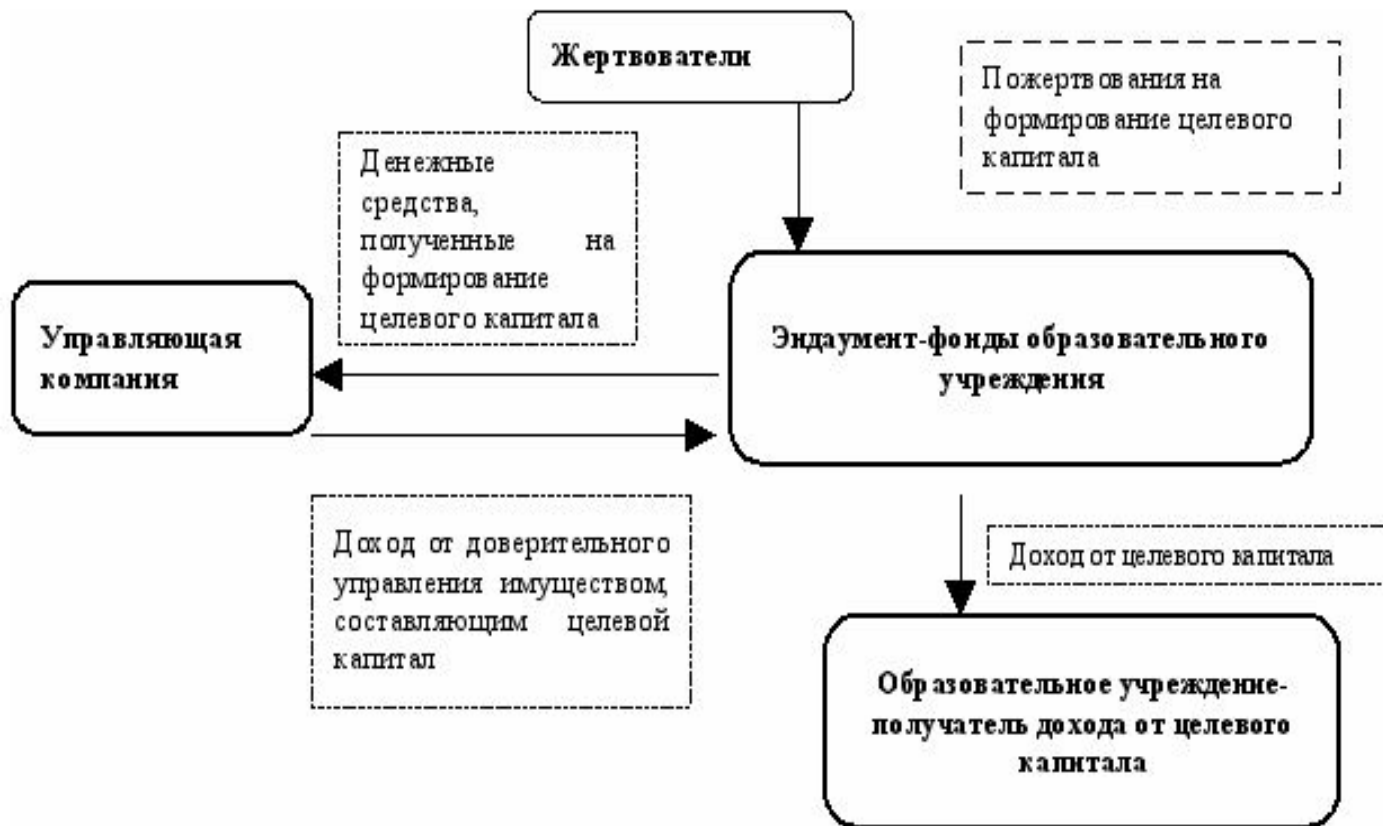 Жертвователи
Пожертвования на
формирование целевого
капитала
Денежные
средства,
полученные на
формирование
целевого капитала
Управляющая
компания
Эндаумент-фонды образовательного
учреждения
Доход от доверительного
управления имуществом,
составляющим целевой
капитал
Доход от целевого капитала
Образовательное учреждение-
получатель дохода от целевого
капитала